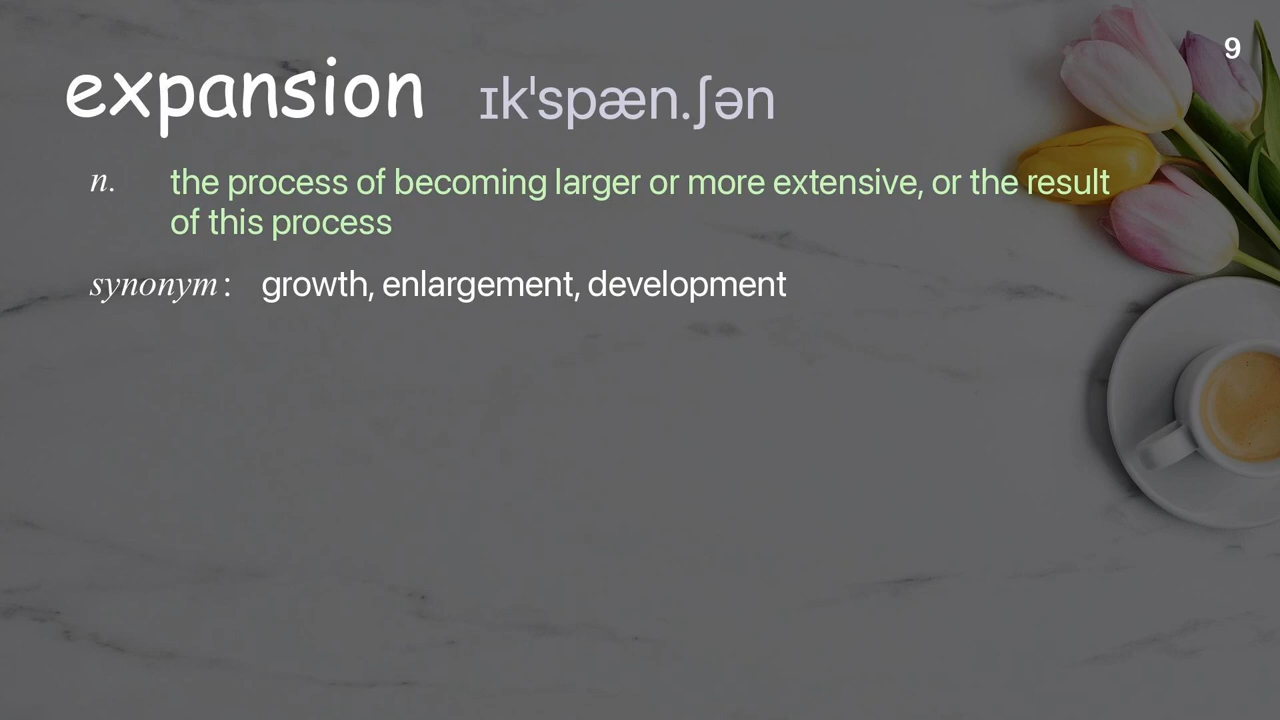 9
expansion ɪkˈspæn.ʃən
n. the process of becoming larger or more extensive, or the result
of this process
synonym: growth, enlargement, development